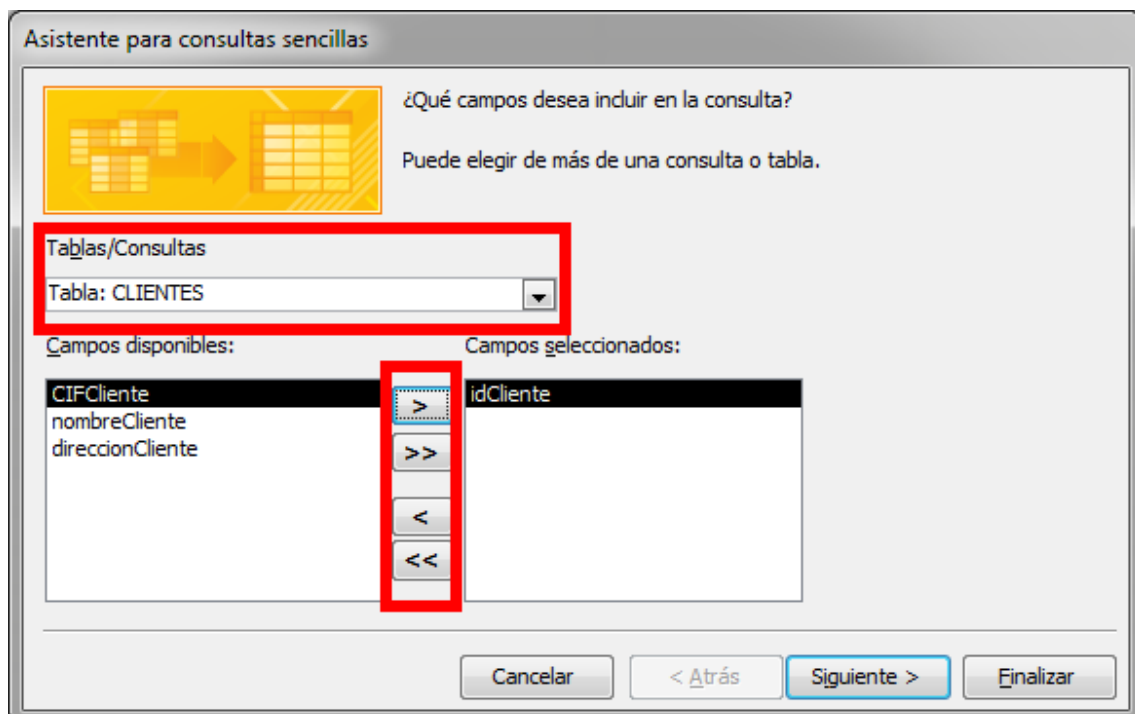 Asistente para consultas sencillas
¿Qué campos desea incluir en la consulta?
Puede elegir de más de una consulta o tabla.
Tablas/Consultas
Tabla: CLIENTES
Campos disponibles:
Campos seleccionados:
CIFCliente
nombreCliente
direccionCliente
>
>>
<
<<
idCliente
Cancelar
< Atrás
Siguiente >
Finalizar